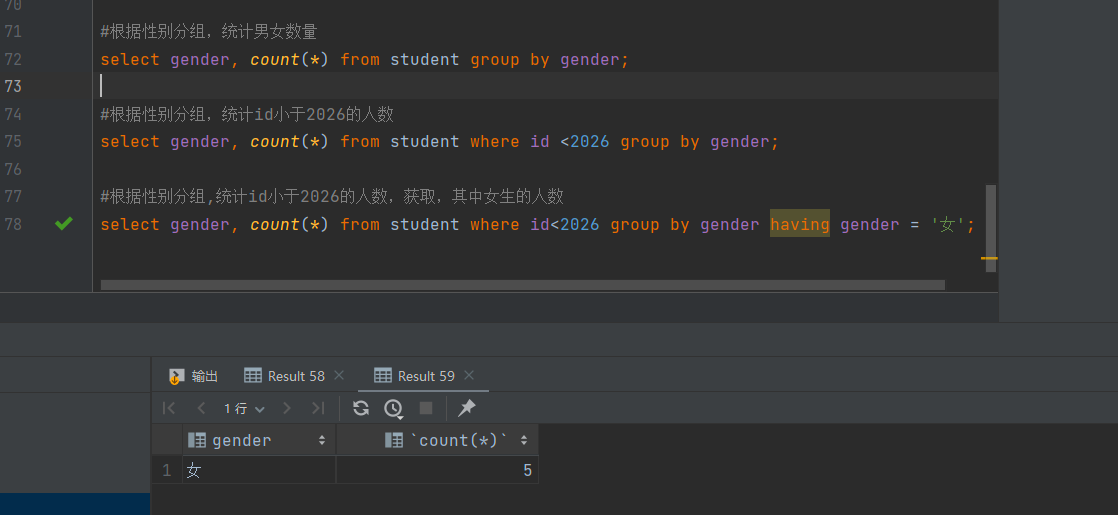 70
71 #根据性别分组，统计男女数量
72 select gender, count(*) from student group by gender;
73
74 #根据性别分组，统计id小于2026的人数
75 select gender, count(*) from student where id <2026 group by gender;
76
77 #根据性别分组,统计id小于2026的人数，获取，其中女生的人数
78 select gender, count(*) from student where id<2026 group by gender having gender = '女';
输出 Result 58 Result 59
1 行
gender `count(*)`
1 女 5